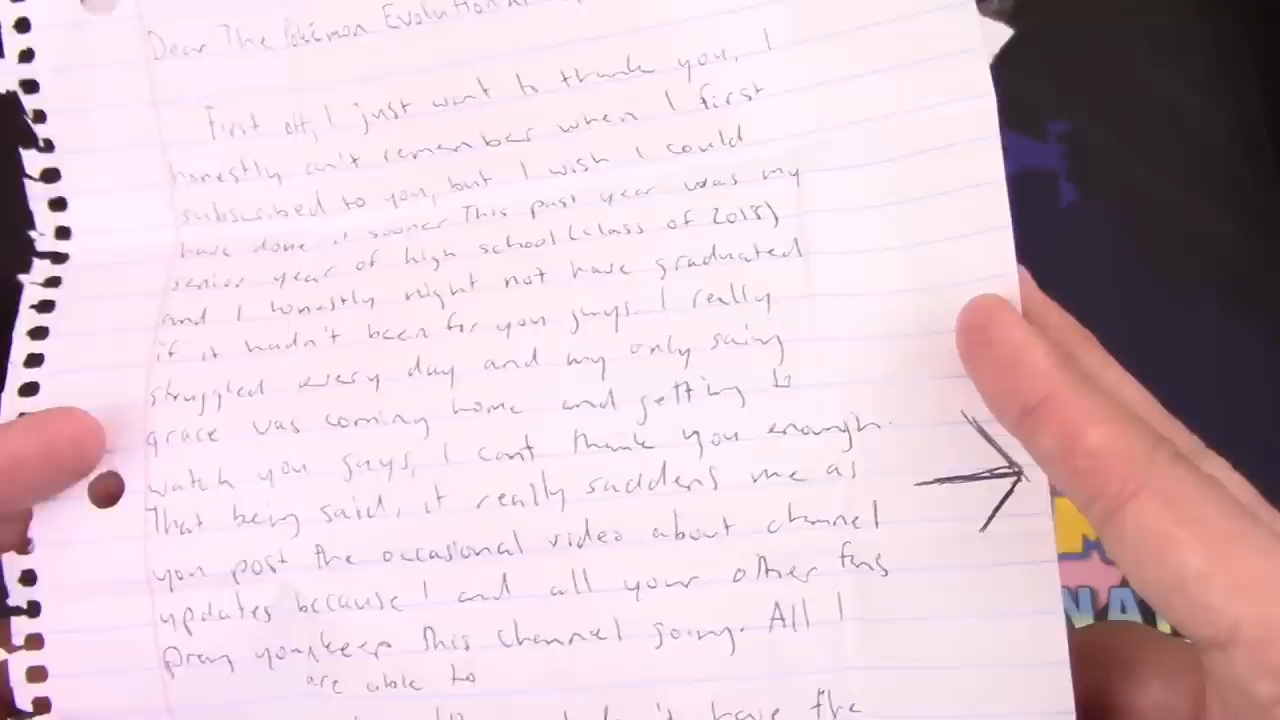 Dear The Pokémon Evolution
First off, I just want to thank you, I
honestly can't remember when I first
subscribed to you, but I wish I could
have done it sooner This past year was my
senior year of high school (class of 2018)
and I honestly might not have graduated
if it hadn't been for you guys. I really
struggled every day and my only saing
grace was coming home and getting to
watch you guys, I cant thank you enough.
That being said, it really saddens me as
you post the occasional video about channel
updates because I and all your other fans
pray you keep this channel going. All I
are able to
have the